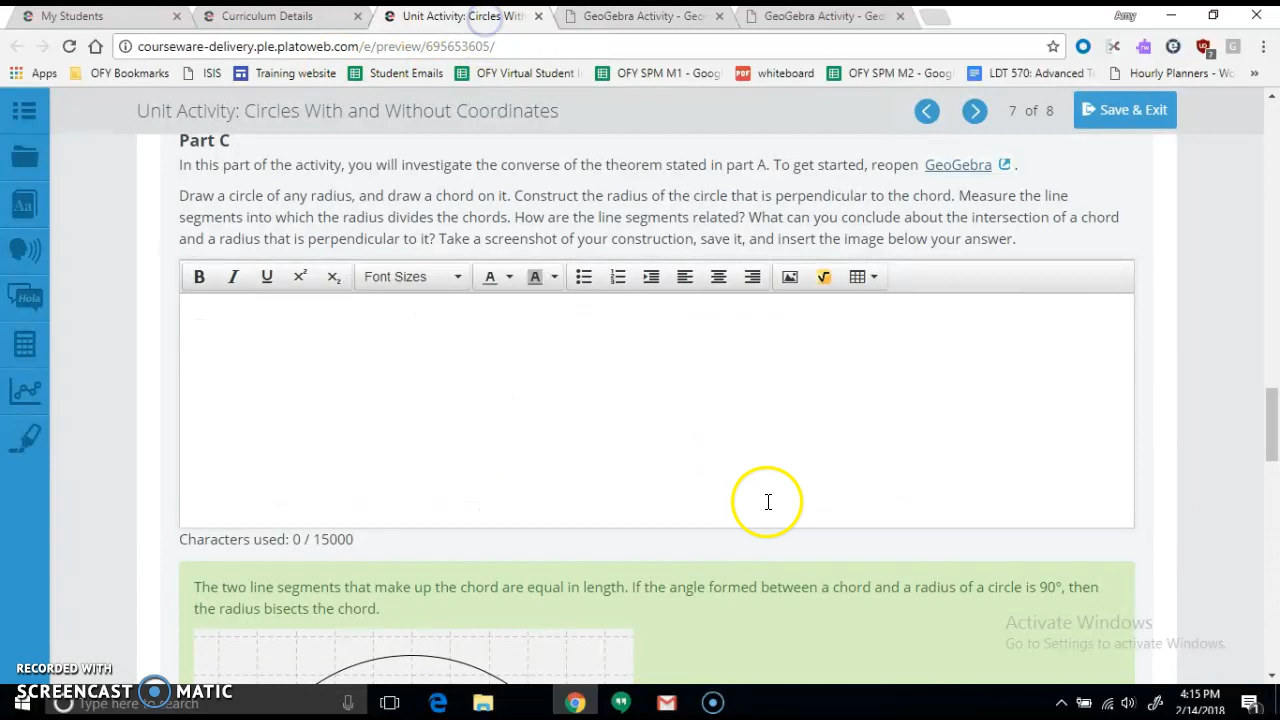 My Students
Curriculum Details
Unit Activity: Circles With
GeoGebra Activity - Geo
GeoGebra Activity - Geo
Amy
courseware-delivery.ple.platoweb.com/e/preview/695653605/
Apps
OFY Bookmarks
ISIS
Training website
Student Emails
OFY Virtual Student
OFY SPM M1 - Goog
whiteboard
OFY SPM M2 - Goog
LDT 570: Advanced T
Hourly Planners - W
Unit Activity: Circles With and Without Coordinates
7 of 8
Save & Exit
Part C
In this part of the activity, you will investigate the converse of the theorem stated in part A. To get started, reopen GeoGebra .
Draw a circle of any radius, and draw a chord on it. Construct the radius of the circle that is perpendicular to the chord. Measure the line
segments into which the radius divides the chords. How are the line segments related? What can you conclude about the intersection of a chord
and a radius that is perpendicular to it? Take a screenshot of your construction, save it, and insert the image below your answer.
B I U x² x₂ Font Sizes A A
Aa
Hola
Characters used: 0 / 15000
The two line segments that make up the chord are equal in length. If the angle formed between a chord and a radius of a circle is 90°, then
the radius bisects the chord.
Activate Windows
Go to Settings to activate Windows.
RECORDED WITH
SCREENCAST MATIC
Type here to search
4:15 PM
2/14/2018